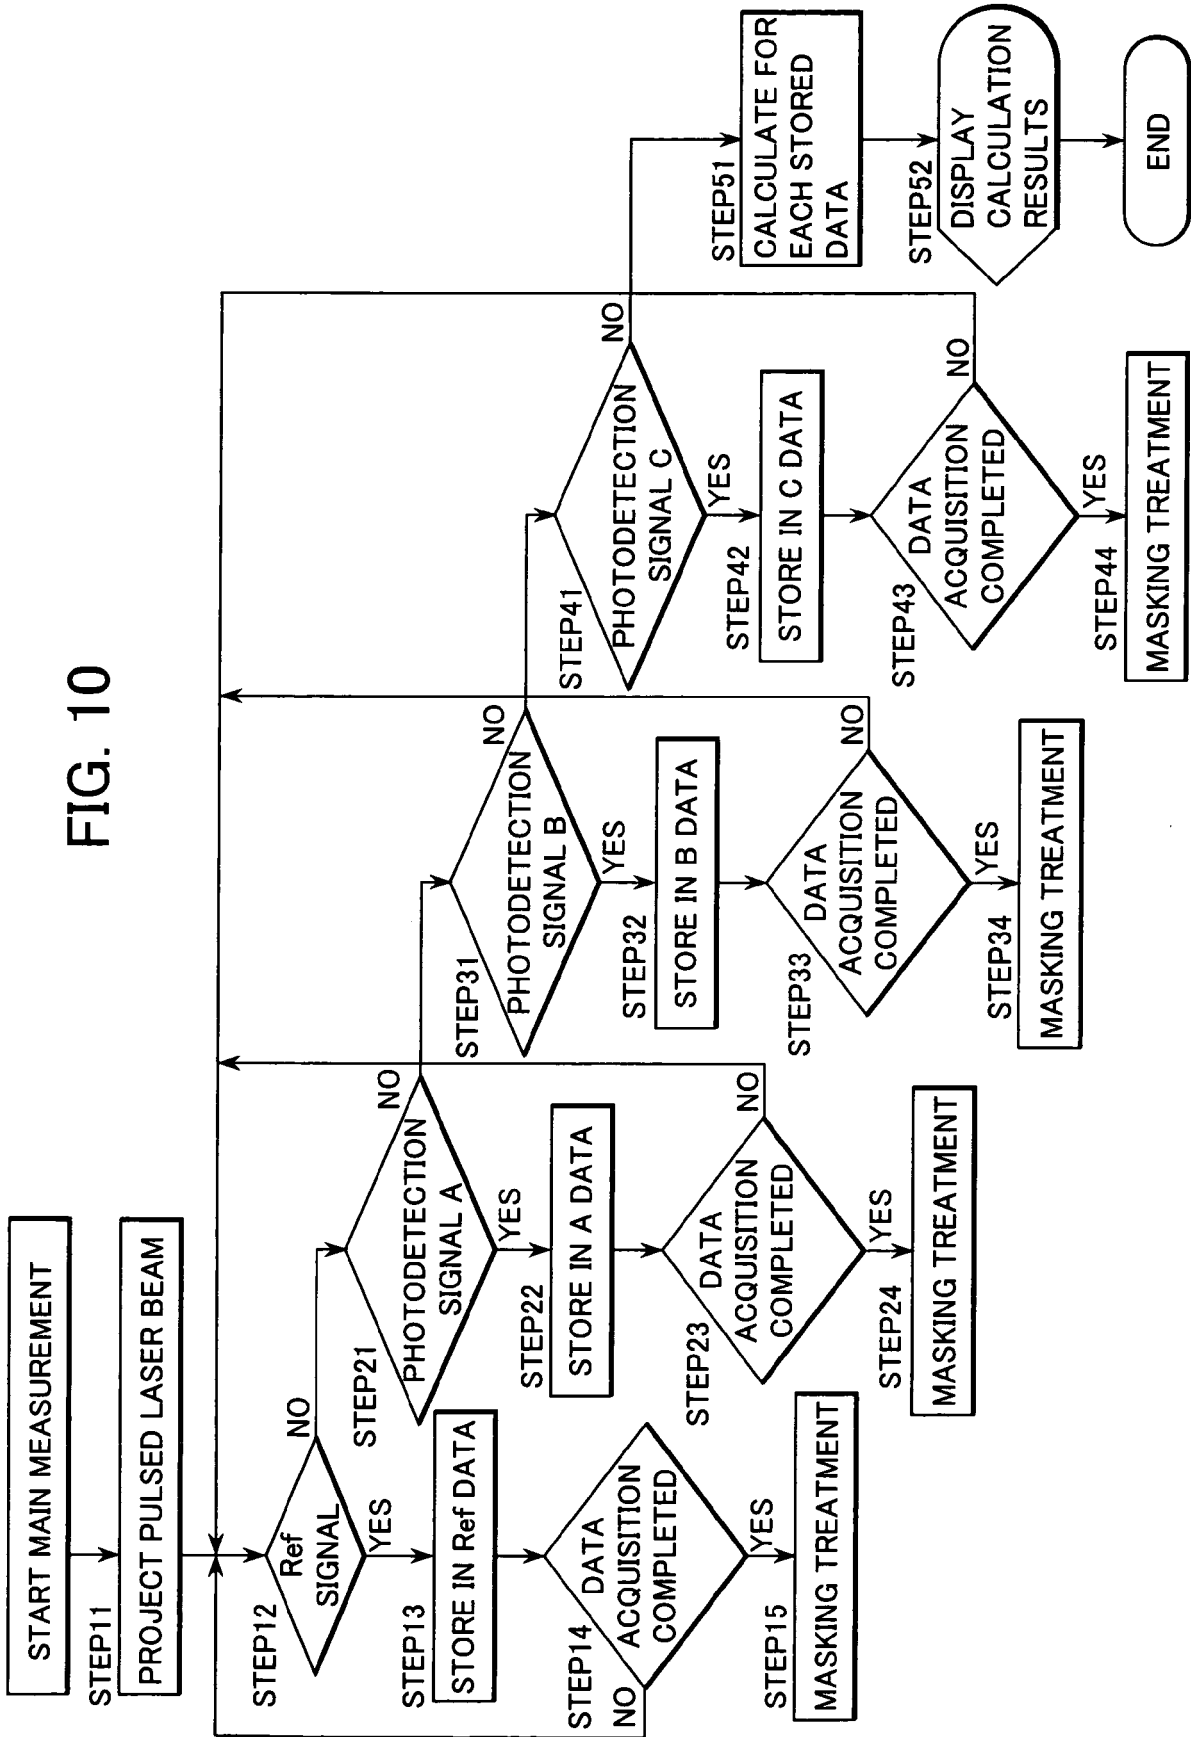 FIG. 10
START MAIN MEASUREMENT
STEP11
PROJECT PULSED LASER BEAM
STEP12
Ref
SIGNAL
NO
YES
STEP13
STORE IN Ref DATA
STEP14
DATA
ACQUISITION
COMPLETED
NO
YES
STEP15
MASKING TREATMENT
STEP21
PHOTODETECTION
SIGNAL A
NO
YES
STEP22
STORE IN A DATA
STEP23
DATA
ACQUISITION
COMPLETED
NO
YES
STEP24
MASKING TREATMENT
STEP31
PHOTODETECTION
SIGNAL B
NO
YES
STEP32
STORE IN B DATA
STEP33
DATA
ACQUISITION
COMPLETED
NO
YES
STEP34
MASKING TREATMENT
STEP41
PHOTODETECTION
SIGNAL C
NO
YES
STEP42
STORE IN C DATA
STEP43
DATA
ACQUISITION
COMPLETED
NO
YES
STEP44
MASKING TREATMENT
STEP51
CALCULATE FOR
EACH STORED
DATA
STEP52
DISPLAY
CALCULATION
RESULTS
END